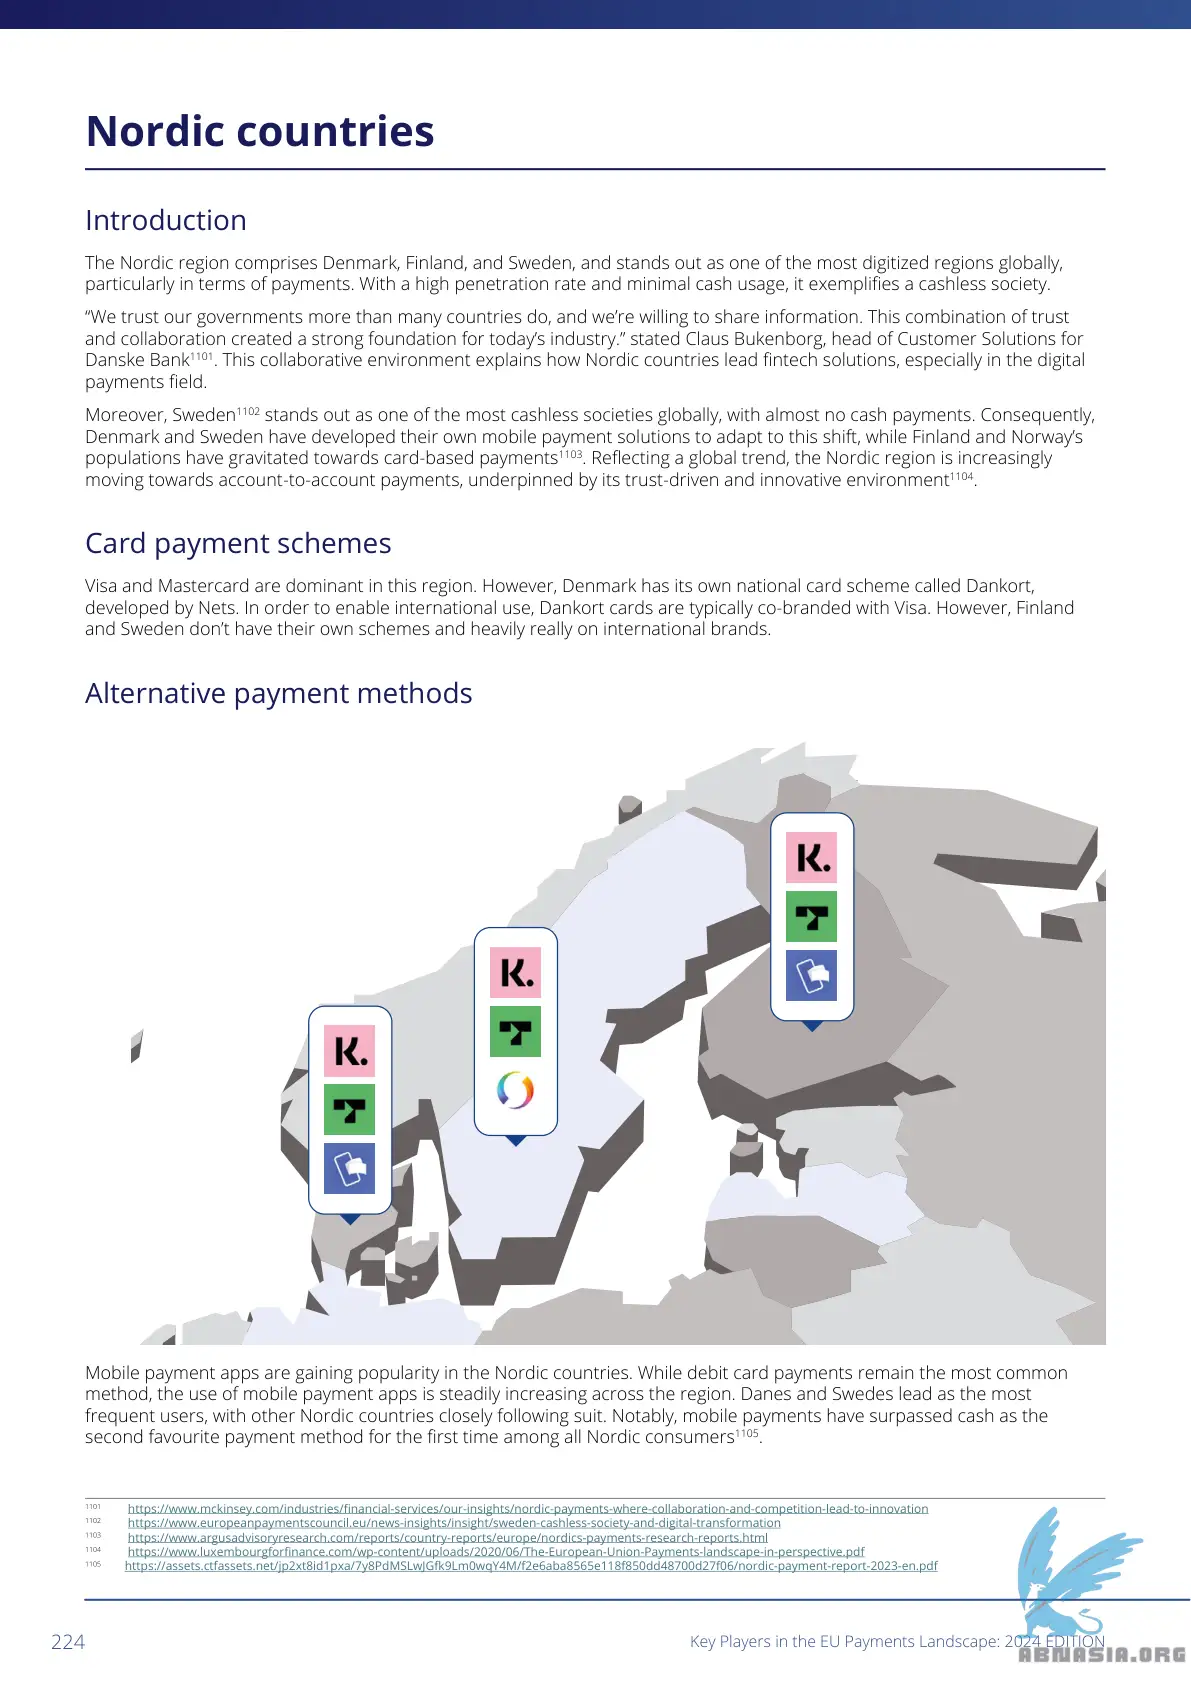 Nordic countries
Introduction
The Nordic region comprises Denmark, Finland, and Sweden, and stands out as one of the most digitized regions globally,
particularly in terms of payments. With a high penetration rate and minimal cash usage, it exemplifies a cashless society.
“We trust our governments more than many countries do, and we’re willing to share information. This combination of trust
and collaboration created a strong foundation for today’s industry.” stated Claus Bukenborg, head of Customer Solutions for
Danske Bank1101. This collaborative environment explains how Nordic countries lead fintech solutions, especially in the digital
payments field.
Moreover, Sweden1102 stands out as one of the most cashless societies globally, with almost no cash payments. Consequently,
Denmark and Sweden have developed their own mobile payment solutions to adapt to this shift, while Finland and Norway’s
populations have gravitated towards card-based payments1103. Reflecting a global trend, the Nordic region is increasingly
moving towards account-to-account payments, underpinned by its trust-driven and innovative environment1104.
Card payment schemes
Visa and Mastercard are dominant in this region. However, Denmark has its own national card scheme called Dankort,
developed by Nets. In order to enable international use, Dankort cards are typically co-branded with Visa. However, Finland
and Sweden don’t have their own schemes and heavily really on international brands.
Alternative payment methods
K.
K.
K.
Mobile payment apps are gaining popularity in the Nordic countries. While debit card payments remain the most common
method, the use of mobile payment apps is steadily increasing across the region. Danes and Swedes lead as the most
frequent users, with other Nordic countries closely following suit. Notably, mobile payments have surpassed cash as the
second favourite payment method for the first time among all Nordic consumers1105.
1101 https://www.mckinsey.com/industries/financial-services/our-insights/nordic-payments-where-collaboration-and-competition-lead-to-innovation
1102 https://www.europeanpaymentscouncil.eu/news-insights/insight/sweden-cashless-society-and-digital-transformation
1103 https://www.argusadvisoryresearch.com/reports/country-reports/europe/nordics-payments-research-reports.html
1104 https://www.luxembourgforfinance.com/wp-content/uploads/2020/06/The-European-Union-Payments-landscape-in-perspective.pdf
1105 https://assets.ctfassets.net/jp2xt8id1pxa/7y8PdMSLwJGfk9Lm0wqY4M/f2e6aba8565e118f850dd48700d27f06/nordic-payment-report-2023-en.pdf
224
Key Players in the EU Payments Landscape: 2024 EDITION
ABNASIA.ORG